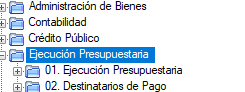 Administración de Bienes
Contabilidad
Crédito Público
Ejecución Presupuestaria
01. Ejecución Presupuestaria
02. Destinatarios de Pago